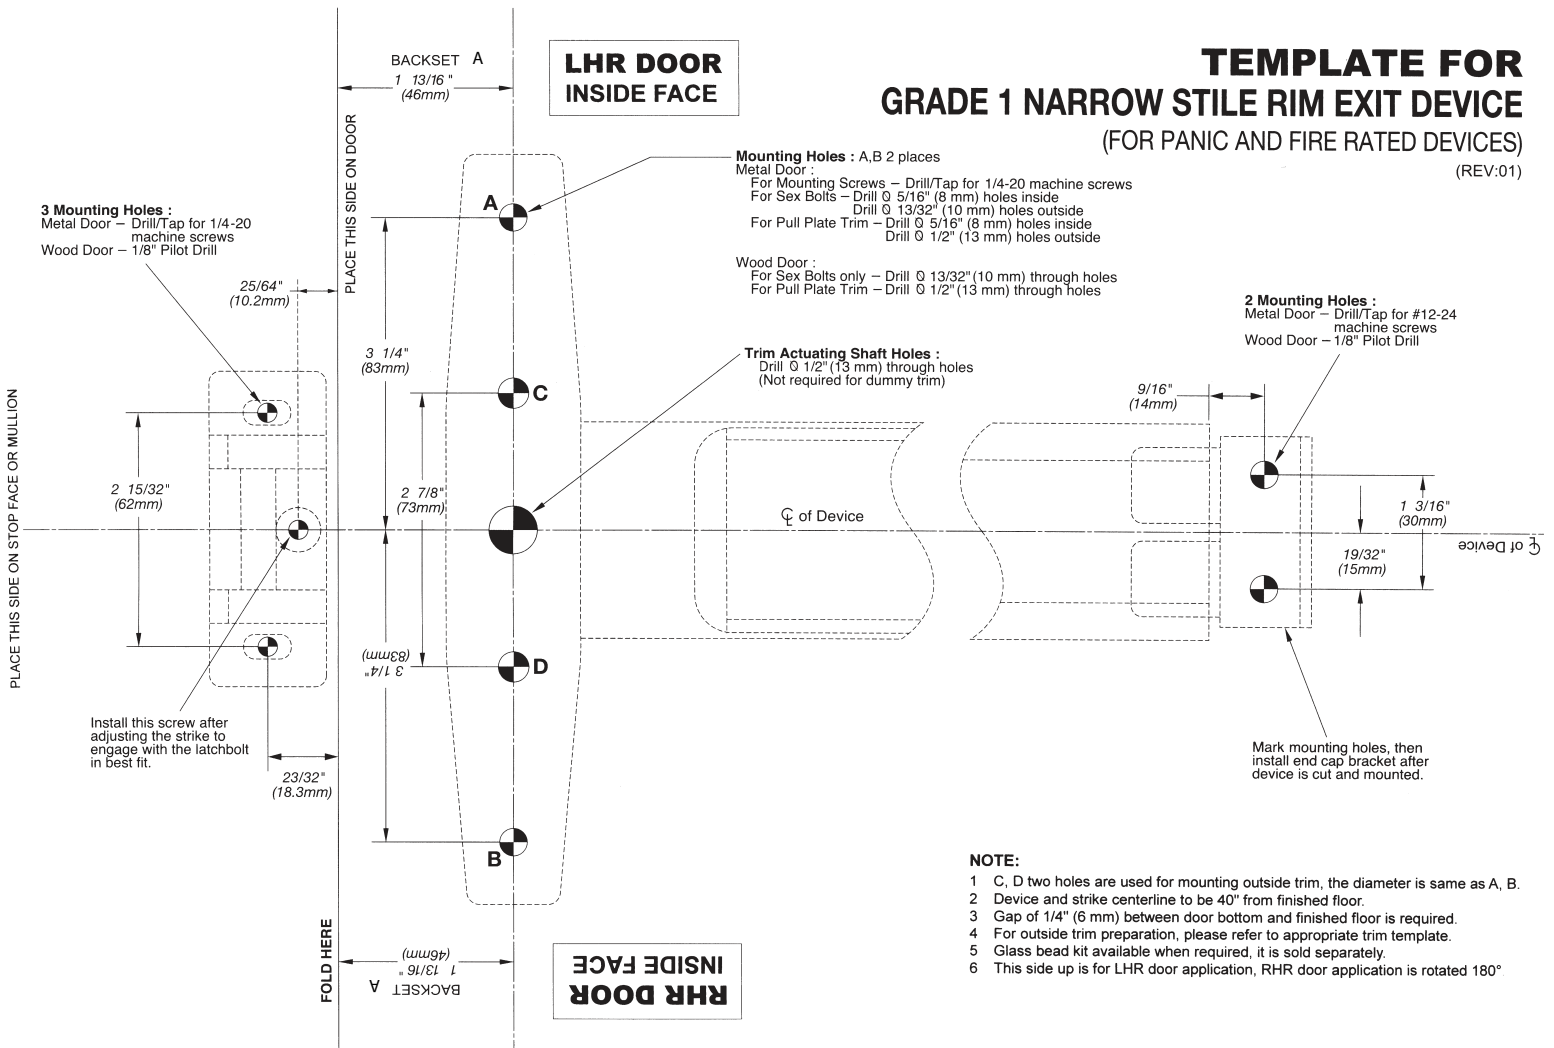 TEMPLATE FOR
GRADE 1 NARROW STILE RIM EXIT DEVICE
(FOR PANIC AND FIRE RATED DEVICES)
(REV:01)
BACKSET A
1 13/16 "
(46mm)
LHR DOOR
INSIDE FACE
PLACE THIS SIDE ON DOOR
Mounting Holes : A,B 2 places
Metal Door :
For Mounting Screws – Drill/Tap for 1/4-20 machine screws
For Sex Bolts – Drill Ø 5/16" (8 mm) holes inside
Drill Ø 13/32" (10 mm) holes outside
For Pull Plate Trim – Drill Ø 5/16" (8 mm) holes inside
Drill Ø 1/2" (13 mm) holes outside
Wood Door :
For Sex Bolts only – Drill Ø 13/32" (10 mm) through holes
For Pull Plate Trim – Drill Ø 1/2" (13 mm) through holes
3 Mounting Holes :
Metal Door – Drill/Tap for 1/4-20
machine screws
Wood Door – 1/8" Pilot Drill
25/64"
(10.2mm)
A
3 1/4"
(83mm)
C
Trim Actuating Shaft Holes :
Drill Ø 1/2" (13 mm) through holes
(Not required for dummy trim)
2 Mounting Holes :
Metal Door – Drill/Tap for #12-24
machine screws
Wood Door – 1/8" Pilot Drill
9/16"
(14mm)
PLACE THIS SIDE ON STOP FACE OR MULLION
2 15/32"
(62mm)
2 7/8"
(73mm)
℄ of Device
1 3/16"
(30mm)
℄ of Device
19/32"
(15mm)
3 1/4"
(83mm)
D
Install this screw after
adjusting the strike to
engage with the latchbolt
in best fit.
23/32"
(18.3mm)
Mark mounting holes, then
install end cap bracket after
device is cut and mounted.
B
NOTE:
1 C, D two holes are used for mounting outside trim, the diameter is same as A, B.
2 Device and strike centerline to be 40" from finished floor.
3 Gap of 1/4" (6 mm) between door bottom and finished floor is required.
4 For outside trim preparation, please refer to appropriate trim template.
5 Glass bead kit available when required, it is sold separately.
6 This side up is for LHR door application, RHR door application is rotated 180°
FOLD HERE
BACKSET A
1 13/16 "
(46mm)
RHR DOOR
INSIDE FACE